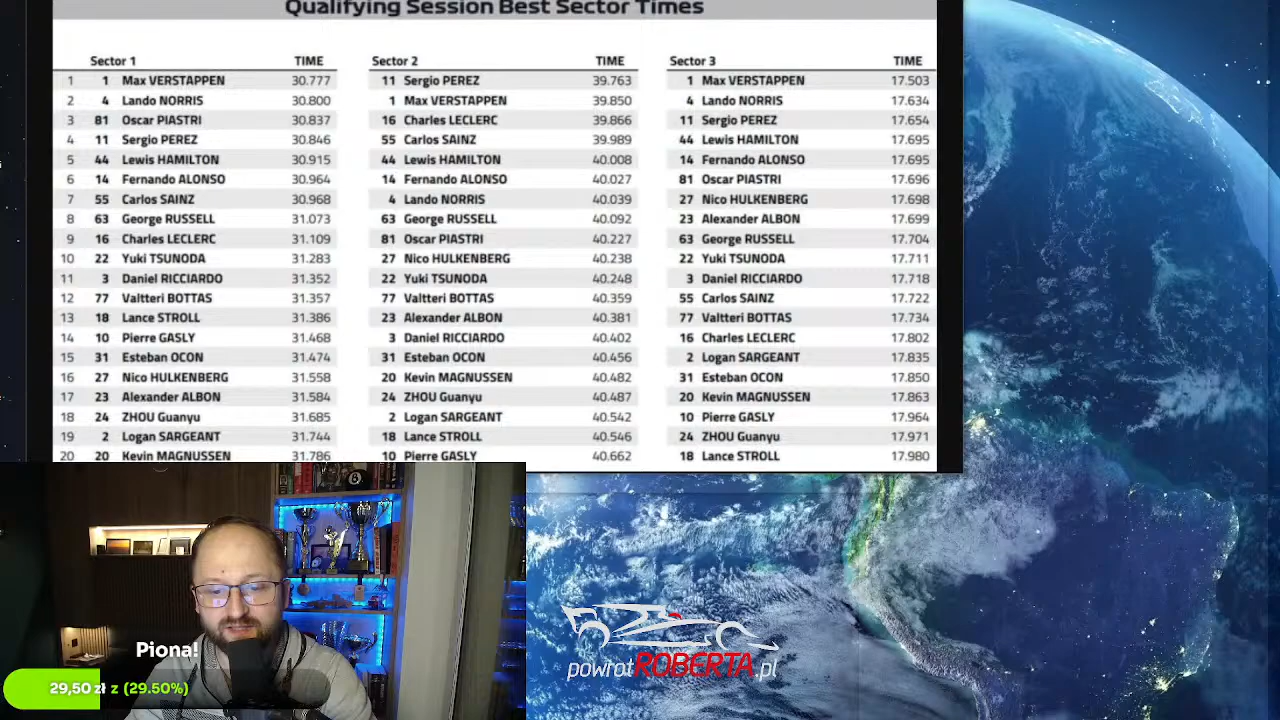 Qualifying Session Best Sector Times
Sector 1 TIME Sector 2 TIME Sector 3 TIME
1 1 Max VERSTAPPEN 30.777 11 Sergio PEREZ 39.763 1 Max VERSTAPPEN 17.503
2 4 Lando NORRIS 30.800 1 Max VERSTAPPEN 39.850 4 Lando NORRIS 17.634
3 81 Oscar PIASTRI 30.837 16 Charles LECLERC 39.866 11 Sergio PEREZ 17.654
4 11 Sergio PEREZ 30.846 55 Carlos SAINZ 39.989 44 Lewis HAMILTON 17.695
5 44 Lewis HAMILTON 30.915 44 Lewis HAMILTON 40.008 14 Fernando ALONSO 17.695
6 14 Fernando ALONSO 30.964 14 Fernando ALONSO 40.027 81 Oscar PIASTRI 17.696
7 55 Carlos SAINZ 30.968 4 Lando NORRIS 40.039 27 Nico HULKENBERG 17.698
8 63 George RUSSELL 31.073 63 George RUSSELL 40.092 23 Alexander ALBON 17.699
9 16 Charles LECLERC 31.109 81 Oscar PIASTRI 40.227 63 George RUSSELL 17.704
10 22 Yuki TSUNODA 31.283 27 Nico HULKENBERG 40.238 22 Yuki TSUNODA 17.711
11 3 Daniel RICCIARDO 31.352 22 Yuki TSUNODA 40.248 3 Daniel RICCIARDO 17.718
12 77 Valtteri BOTTAS 31.357 77 Valtteri BOTTAS 40.359 55 Carlos SAINZ 17.722
13 18 Lance STROLL 31.386 23 Alexander ALBON 40.381 77 Valtteri BOTTAS 17.734
14 10 Pierre GASLY 31.468 3 Daniel RICCIARDO 40.402 16 Charles LECLERC 17.802
15 31 Esteban OCON 31.474 31 Esteban OCON 40.456 2 Logan SARGEANT 17.835
16 27 Nico HULKENBERG 31.558 20 Kevin MAGNUSSEN 40.482 31 Esteban OCON 17.850
17 23 Alexander ALBON 31.584 24 ZHOU Guanyu 40.487 20 Kevin MAGNUSSEN 17.863
18 24 ZHOU Guanyu 31.685 2 Logan SARGEANT 40.542 10 Pierre GASLY 17.964
19 2 Logan SARGEANT 31.744 18 Lance STROLL 40.546 24 ZHOU Guanyu 17.971
20 20 Kevin MAGNUSSEN 31.786 10 Pierre GASLY 40.662 18 Lance STROLL 17.980
8
Piona!
29,50 zł z (29.50%)
powrotROBERTA.pl